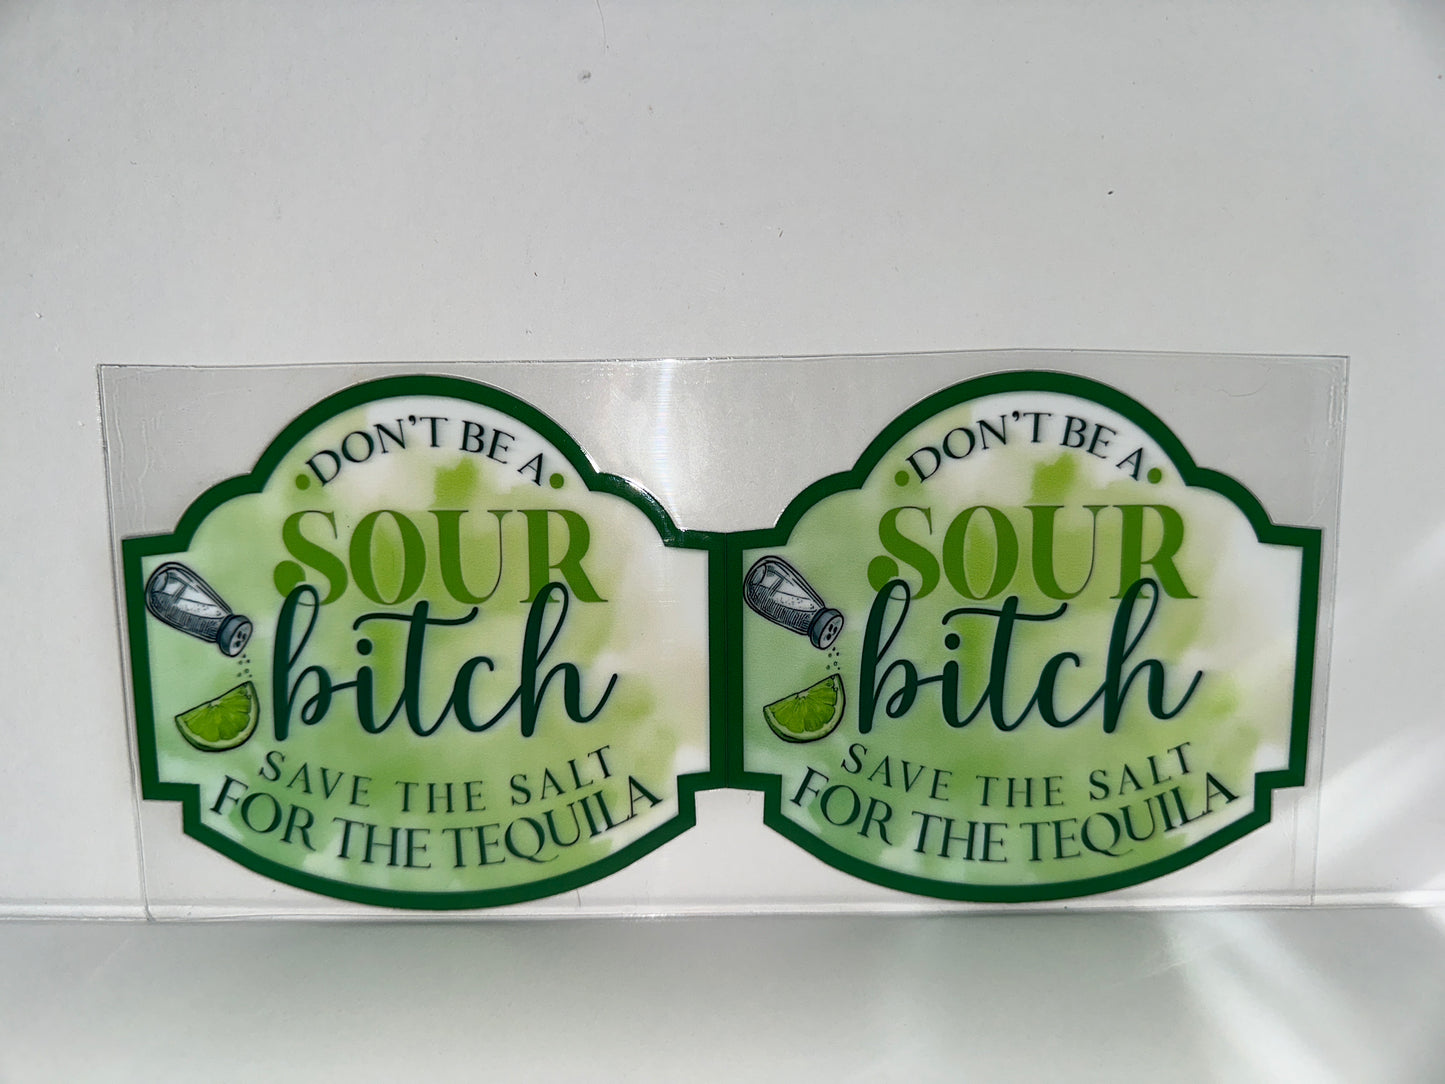 DON'T BE A
SOUR
bitch
SAVE THE SALT
FOR THE TEQUILA
DON'T BE A
SOUR
bitch
SAVE THE SALT
FOR THE TEQUILA